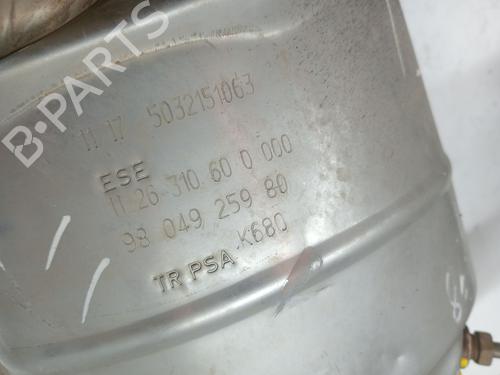 B-PARTS
11 17 5032151063
ESE
11 26 310 60 0 000
98 049 259 80
TR PSA K680